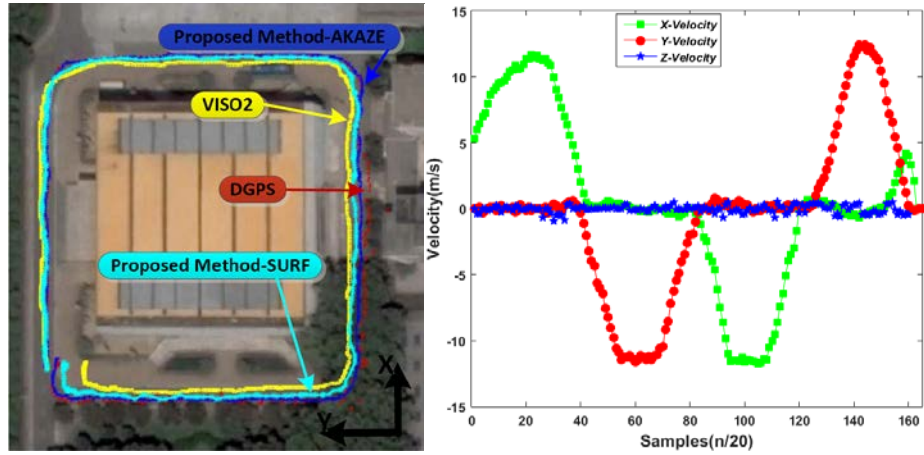 Proposed Method-AKAZE
VISO2
DGPS
Proposed Method-SURF
X
Y
15
10
5
0
-5
-10
-15
Velocity(m/s)
X-Velocity
Y-Velocity
Z-Velocity
0 20 40 60 80 100 120 140 160
Samples(n/20)